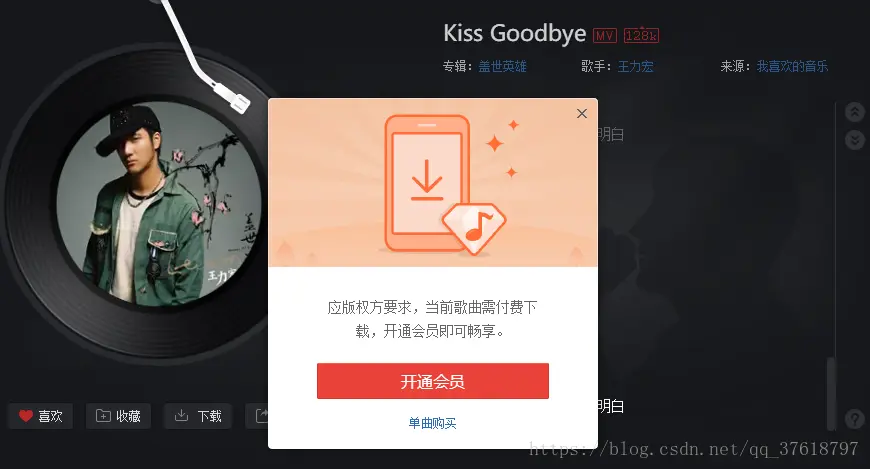 Kiss Goodbye MV 128k
专辑：盖世英雄 歌手：王力宏 来源：我喜欢的音乐
明白
盖世
王力宏
应版权方要求，当前歌曲需付费下
载，开通会员即可畅享。
开通会员
明白
喜欢 收藏 下载
单曲购买
https://blog.csdn.net/qq_37618797